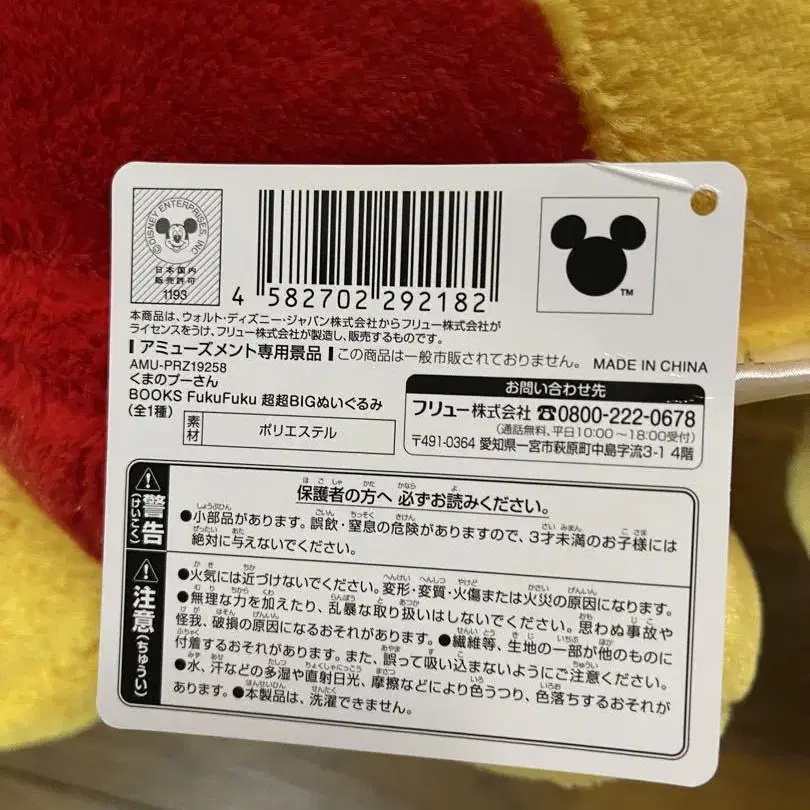 ©DISNEY ENTERPRISES, INC.
日本国内
販売許可
1193
4 582702 292182
TM
本商品は、ウォルト・ディズニー・ジャパン株式会社からフリュー株式会社が
ライセンスをうけ、フリュー株式会社が製造し、販売するものです。
アミューズメント専用景品 この商品は一般市販されておりません。 MADE IN CHINA
AMU-PRZ19258
くまのプーさん
BOOKS FukuFuku 超超BIGぬいぐるみ
(全1種)
素材 ポリエステル
お問い合わせ先
フリュー株式会社 ☎0800-222-0678
(通話無料、平日10:00~18:00受付)
〒491-0364 愛知県一宮市萩原町中島字流3-1 4階
警告(けいこく)
保護者の方へ 必ずお読みください。
●小部品があります。誤飲・窒息の危険がありますので、3才未満のお子様には
絶対に与えないでください。
注意(ちゅうい)
●火気には近づけないでください。変形・変質・火傷または火災の原因になります。
●無理な力を加えたり、乱暴な取り扱いはしないでください。思わぬ事故や
怪我、破損の原因になるおそれがあります。●繊維等、生地の一部が他のものに
付着するおそれがあります。また、誤って吸い込まないようにご注意ください。
●水、汗などの多湿や直射日光、摩擦などにより色うつり、色落ちするおそれが
あります。●本製品は、洗濯できません。